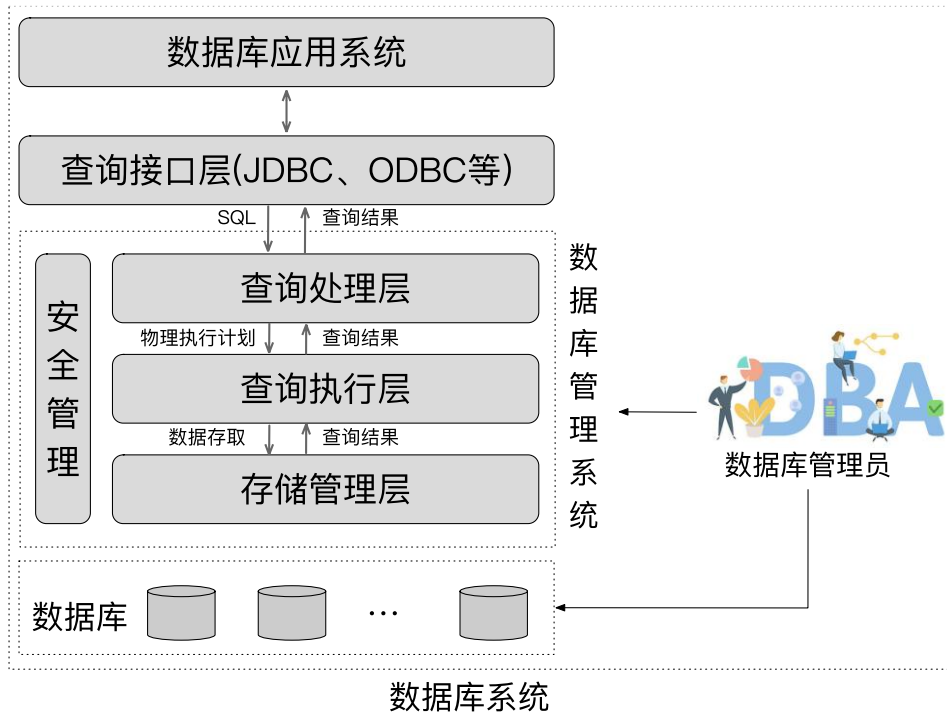 数据库应用系统
查询接口层(JDBC、ODBC等)
SQL
查询结果
安全管理
查询处理层
物理执行计划
查询结果
查询执行层
数据存取
查询结果
存储管理层
数据库管理系统
DBA
数据库管理员
数据库
...
数据库系统